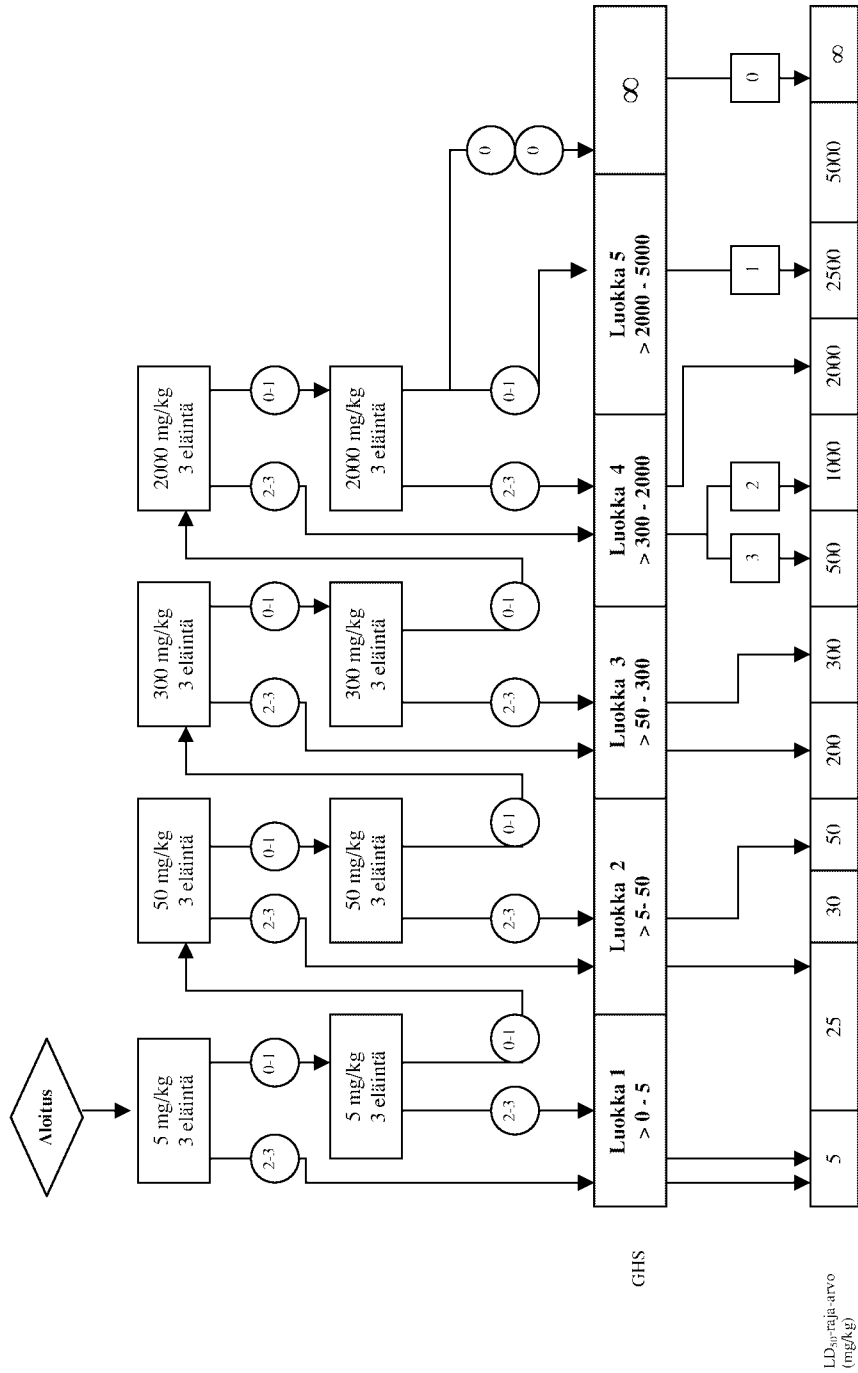 Aloitus
5 mg/kg
3 eläintä
50 mg/kg
3 eläintä
300 mg/kg
3 eläintä
2000 mg/kg
3 eläintä
2-3
0-1
2-3
0-1
2-3
0-1
2-3
0-1
5 mg/kg
3 eläintä
50 mg/kg
3 eläintä
300 mg/kg
3 eläintä
2000 mg/kg
3 eläintä
2-3
0-1
2-3
0-1
2-3
0-1
2-3
0-1
0
0
GHS
Luokka 1
> 0 - 5
Luokka 2
> 5- 50
Luokka 3
> 50 - 300
Luokka 4
> 300 - 2000
Luokka 5
> 2000 - 5000
∞
3
2
1
0
LD50-raja-arvo
(mg/kg)
5
25
30
50
200
300
500
1000
2000
2500
5000
∞